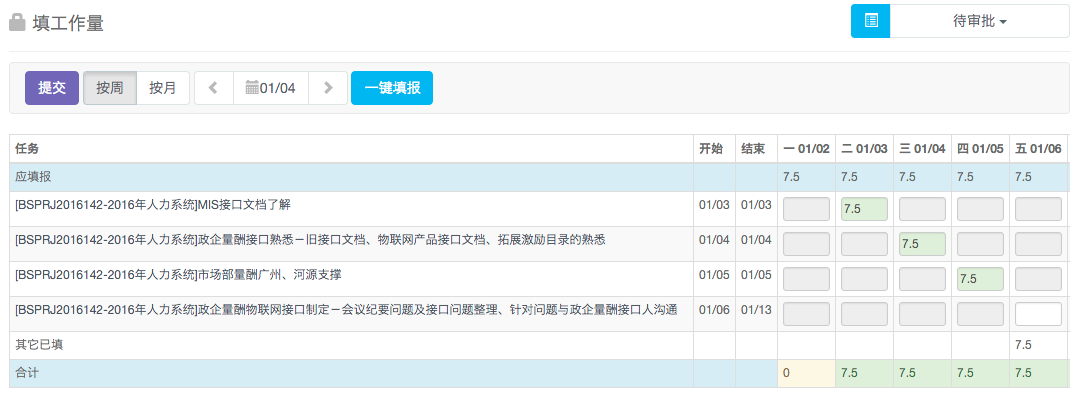 填工作量
待审批
提交 按周 按月 01/04 一键填报
任务 开始 结束 一 01/02 二 01/03 三 01/04 四 01/05 五 01/06
应填报 7.5 7.5 7.5 7.5 7.5
[BSPRJ2016142-2016年人力系统]MIS接口文档了解 01/03 01/03 7.5
[BSPRJ2016142-2016年人力系统]政企量酬接口熟悉－旧接口文档、物联网产品接口文档、拓展激励目录的熟悉 01/04 01/04 7.5
[BSPRJ2016142-2016年人力系统]市场部量酬广州、河源支撑 01/05 01/05 7.5
[BSPRJ2016142-2016年人力系统]政企量酬物联网接口制定－会议纪要问题及接口问题整理、针对问题与政企量酬接口人沟通 01/06 01/13
其它已填 7.5
合计 0 7.5 7.5 7.5 7.5